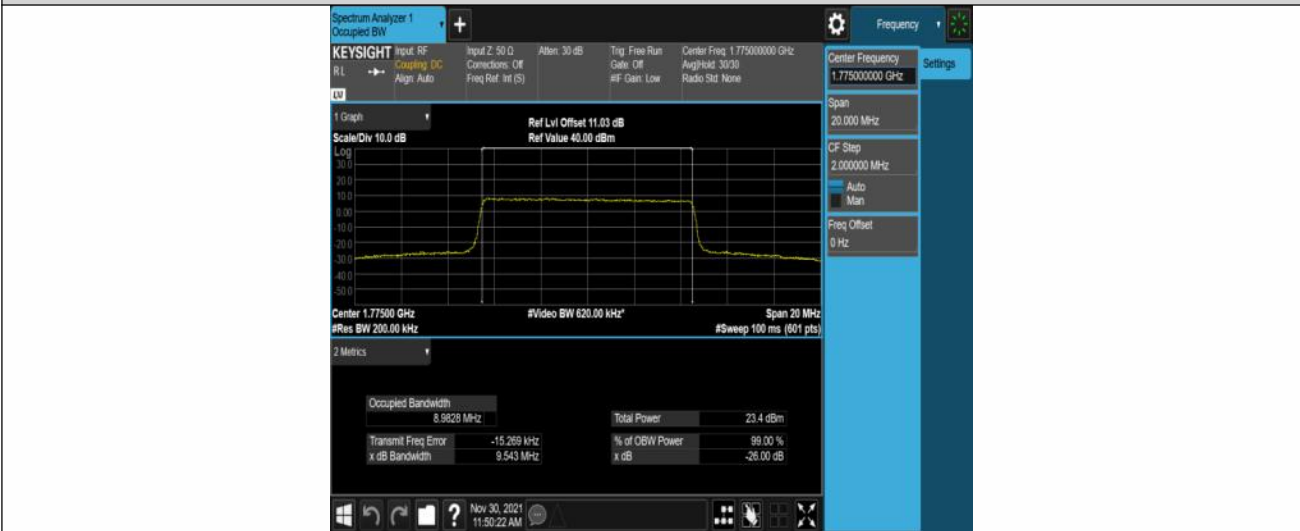 Spectrum Analyzer 1
Occupied BW
+
Frequency
KEYSIGHT Input: RF Input Z: 50 Ω Atten: 30 dB Trig: Free Run Center Freq: 1.775000000 GHz
RL Coupling: DC Corrections: Off Gate: Off Avg|Hold: 30/30
Align: Auto Freq Ref: Int (S) #IF Gain: Low Radio Std: None
LV
Center Frequency
1.775000000 GHz
Settings
Span
20.000 MHz
CF Step
2.000000 MHz
Auto
Man
Freq Offset
0 Hz
1 Graph
Ref Lvl Offset 11.03 dB
Scale/Div 10.0 dB Ref Value 40.00 dBm
Log
30.0
20.0
10.0
0.00
-10.0
-20.0
-30.0
-40.0
-50.0
Center 1.77500 GHz #Video BW 620.00 kHz* Span 20 MHz
#Res BW 200.00 kHz #Sweep 100 ms (601 pts)
2 Metrics
Occupied Bandwidth
8.9828 MHz
Total Power 23.4 dBm
Transmit Freq Error -15.269 kHz % of OBW Power 99.00 %
x dB Bandwidth 9.543 MHz x dB -26.00 dB
? Nov 30, 2021
11:50:22 AM